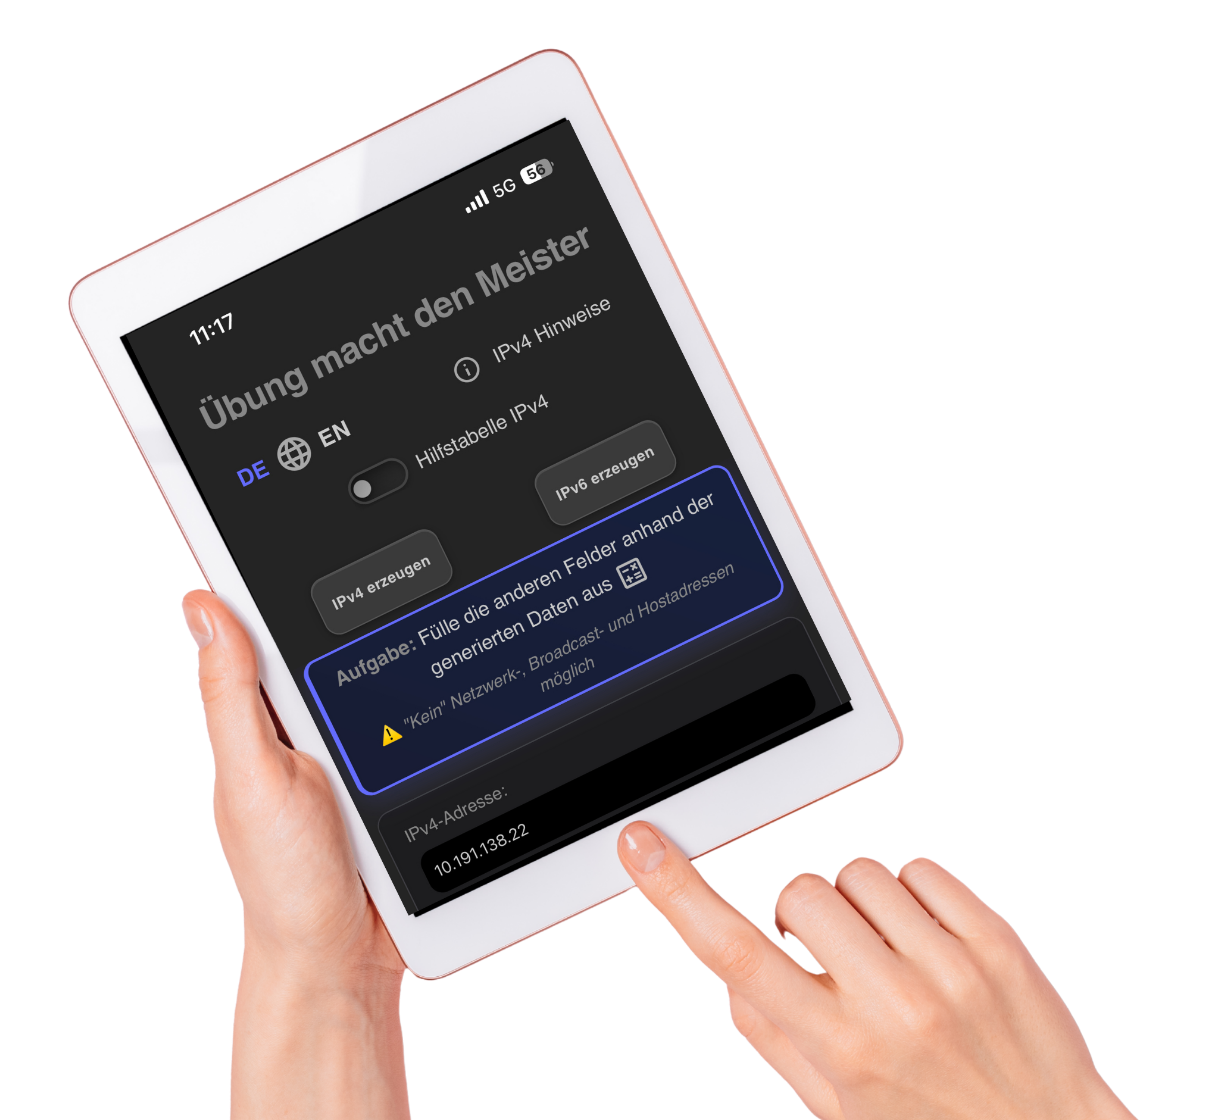 11:17
5G 56
Übung macht den Meister
DE EN
IPv4 Hinweise
Hilfstabelle IPv4
IPv4 erzeugen
IPv6 erzeugen
Aufgabe: Fülle die anderen Felder anhand der
generierten Daten aus
"Kein" Netzwerk-, Broadcast- und Hostadressen
möglich
IPv4-Adresse:
10.191.138.22